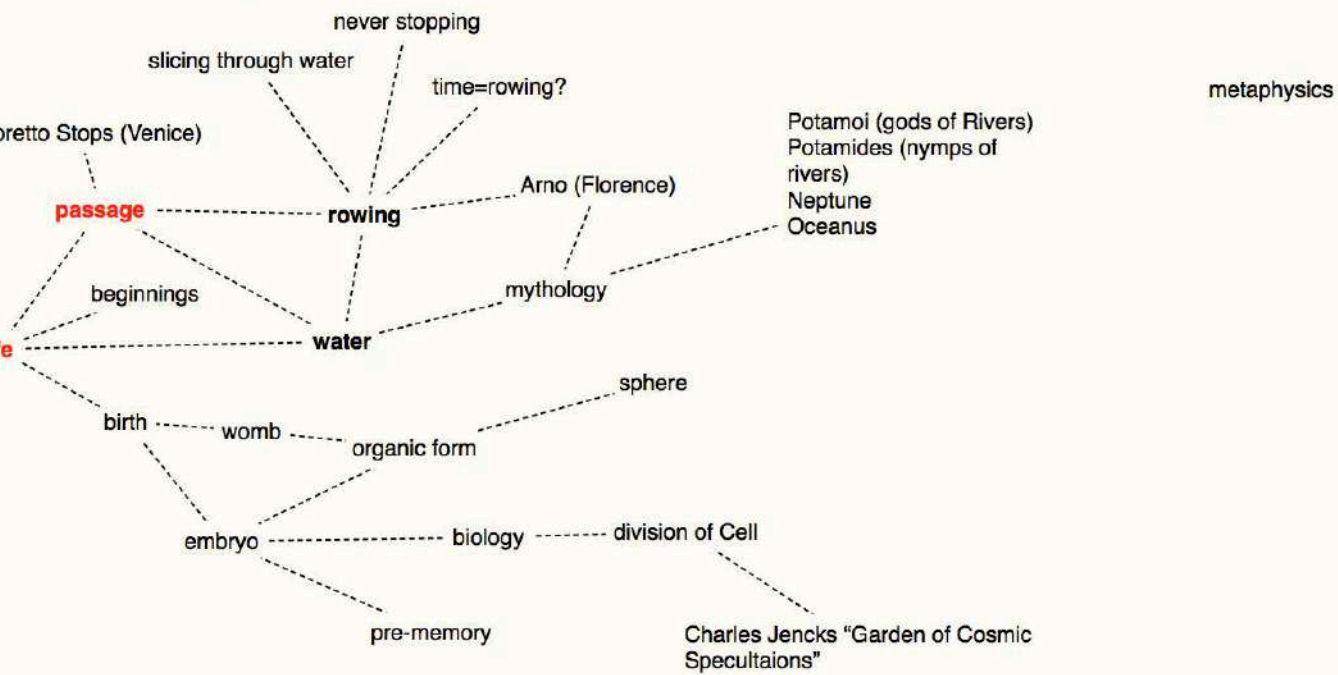 never stopping
slicing through water
time=rowing?
metaphysics
oretto Stops (Venice)
Potamoi (gods of Rivers)
Potamides (nymps of
rivers)
Neptune
Oceanus
Arno (Florence)
passage
rowing
beginnings
mythology
water
e
sphere
birth
womb
organic form
embryo
biology
division of Cell
pre-memory
Charles Jencks “Garden of Cosmic
Specultaions”